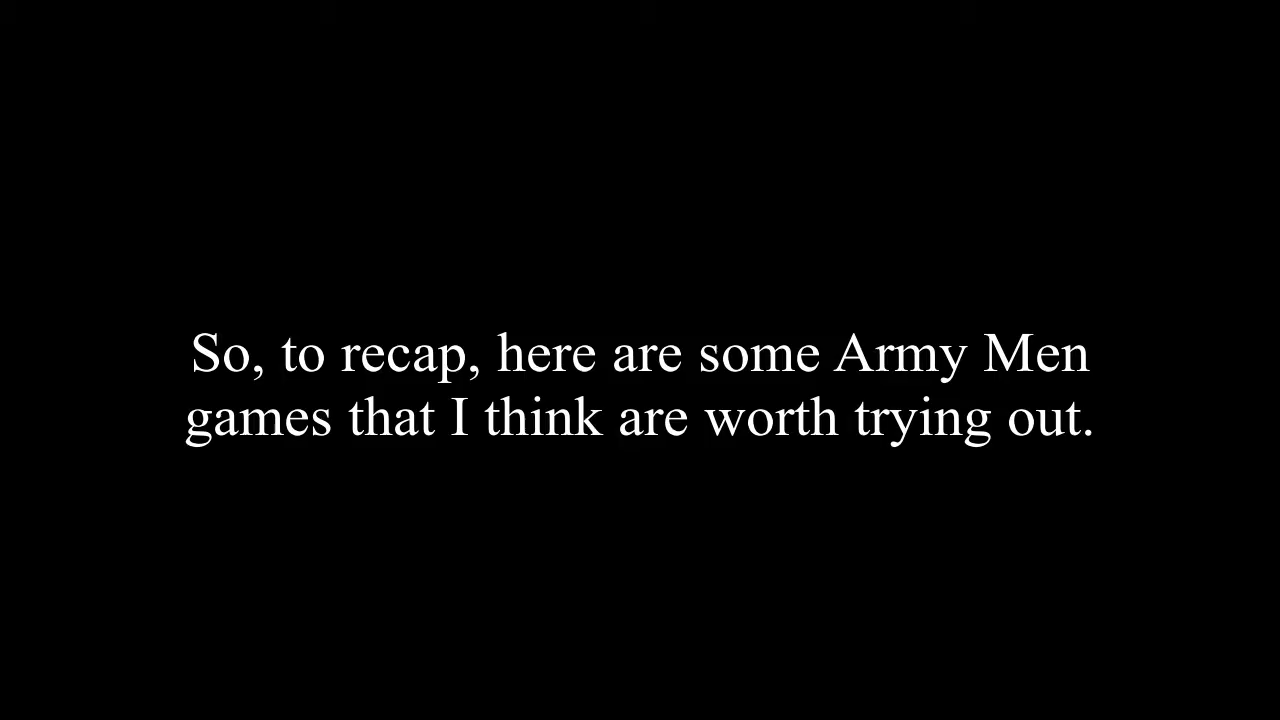 So, to recap, here are some Army Men
games that I think are worth trying out.